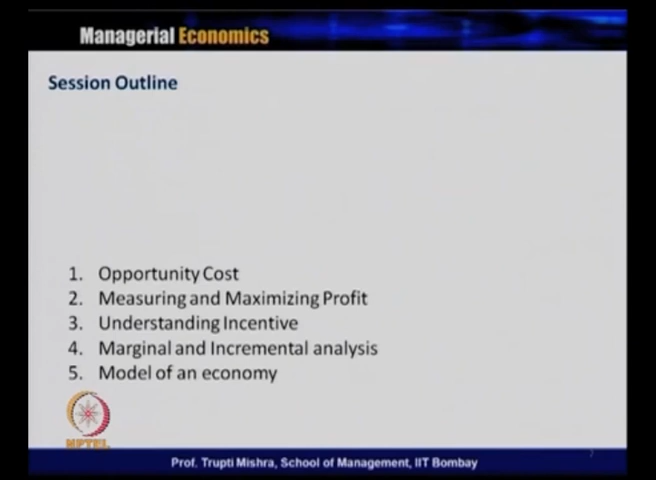 Managerial Economics
Session Outline
1. Opportunity Cost
2. Measuring and Maximizing Profit
3. Understanding Incentive
4. Marginal and Incremental analysis
5. Model of an economy
NPTEL
Prof. Trupti Mishra, School of Management, IIT Bombay